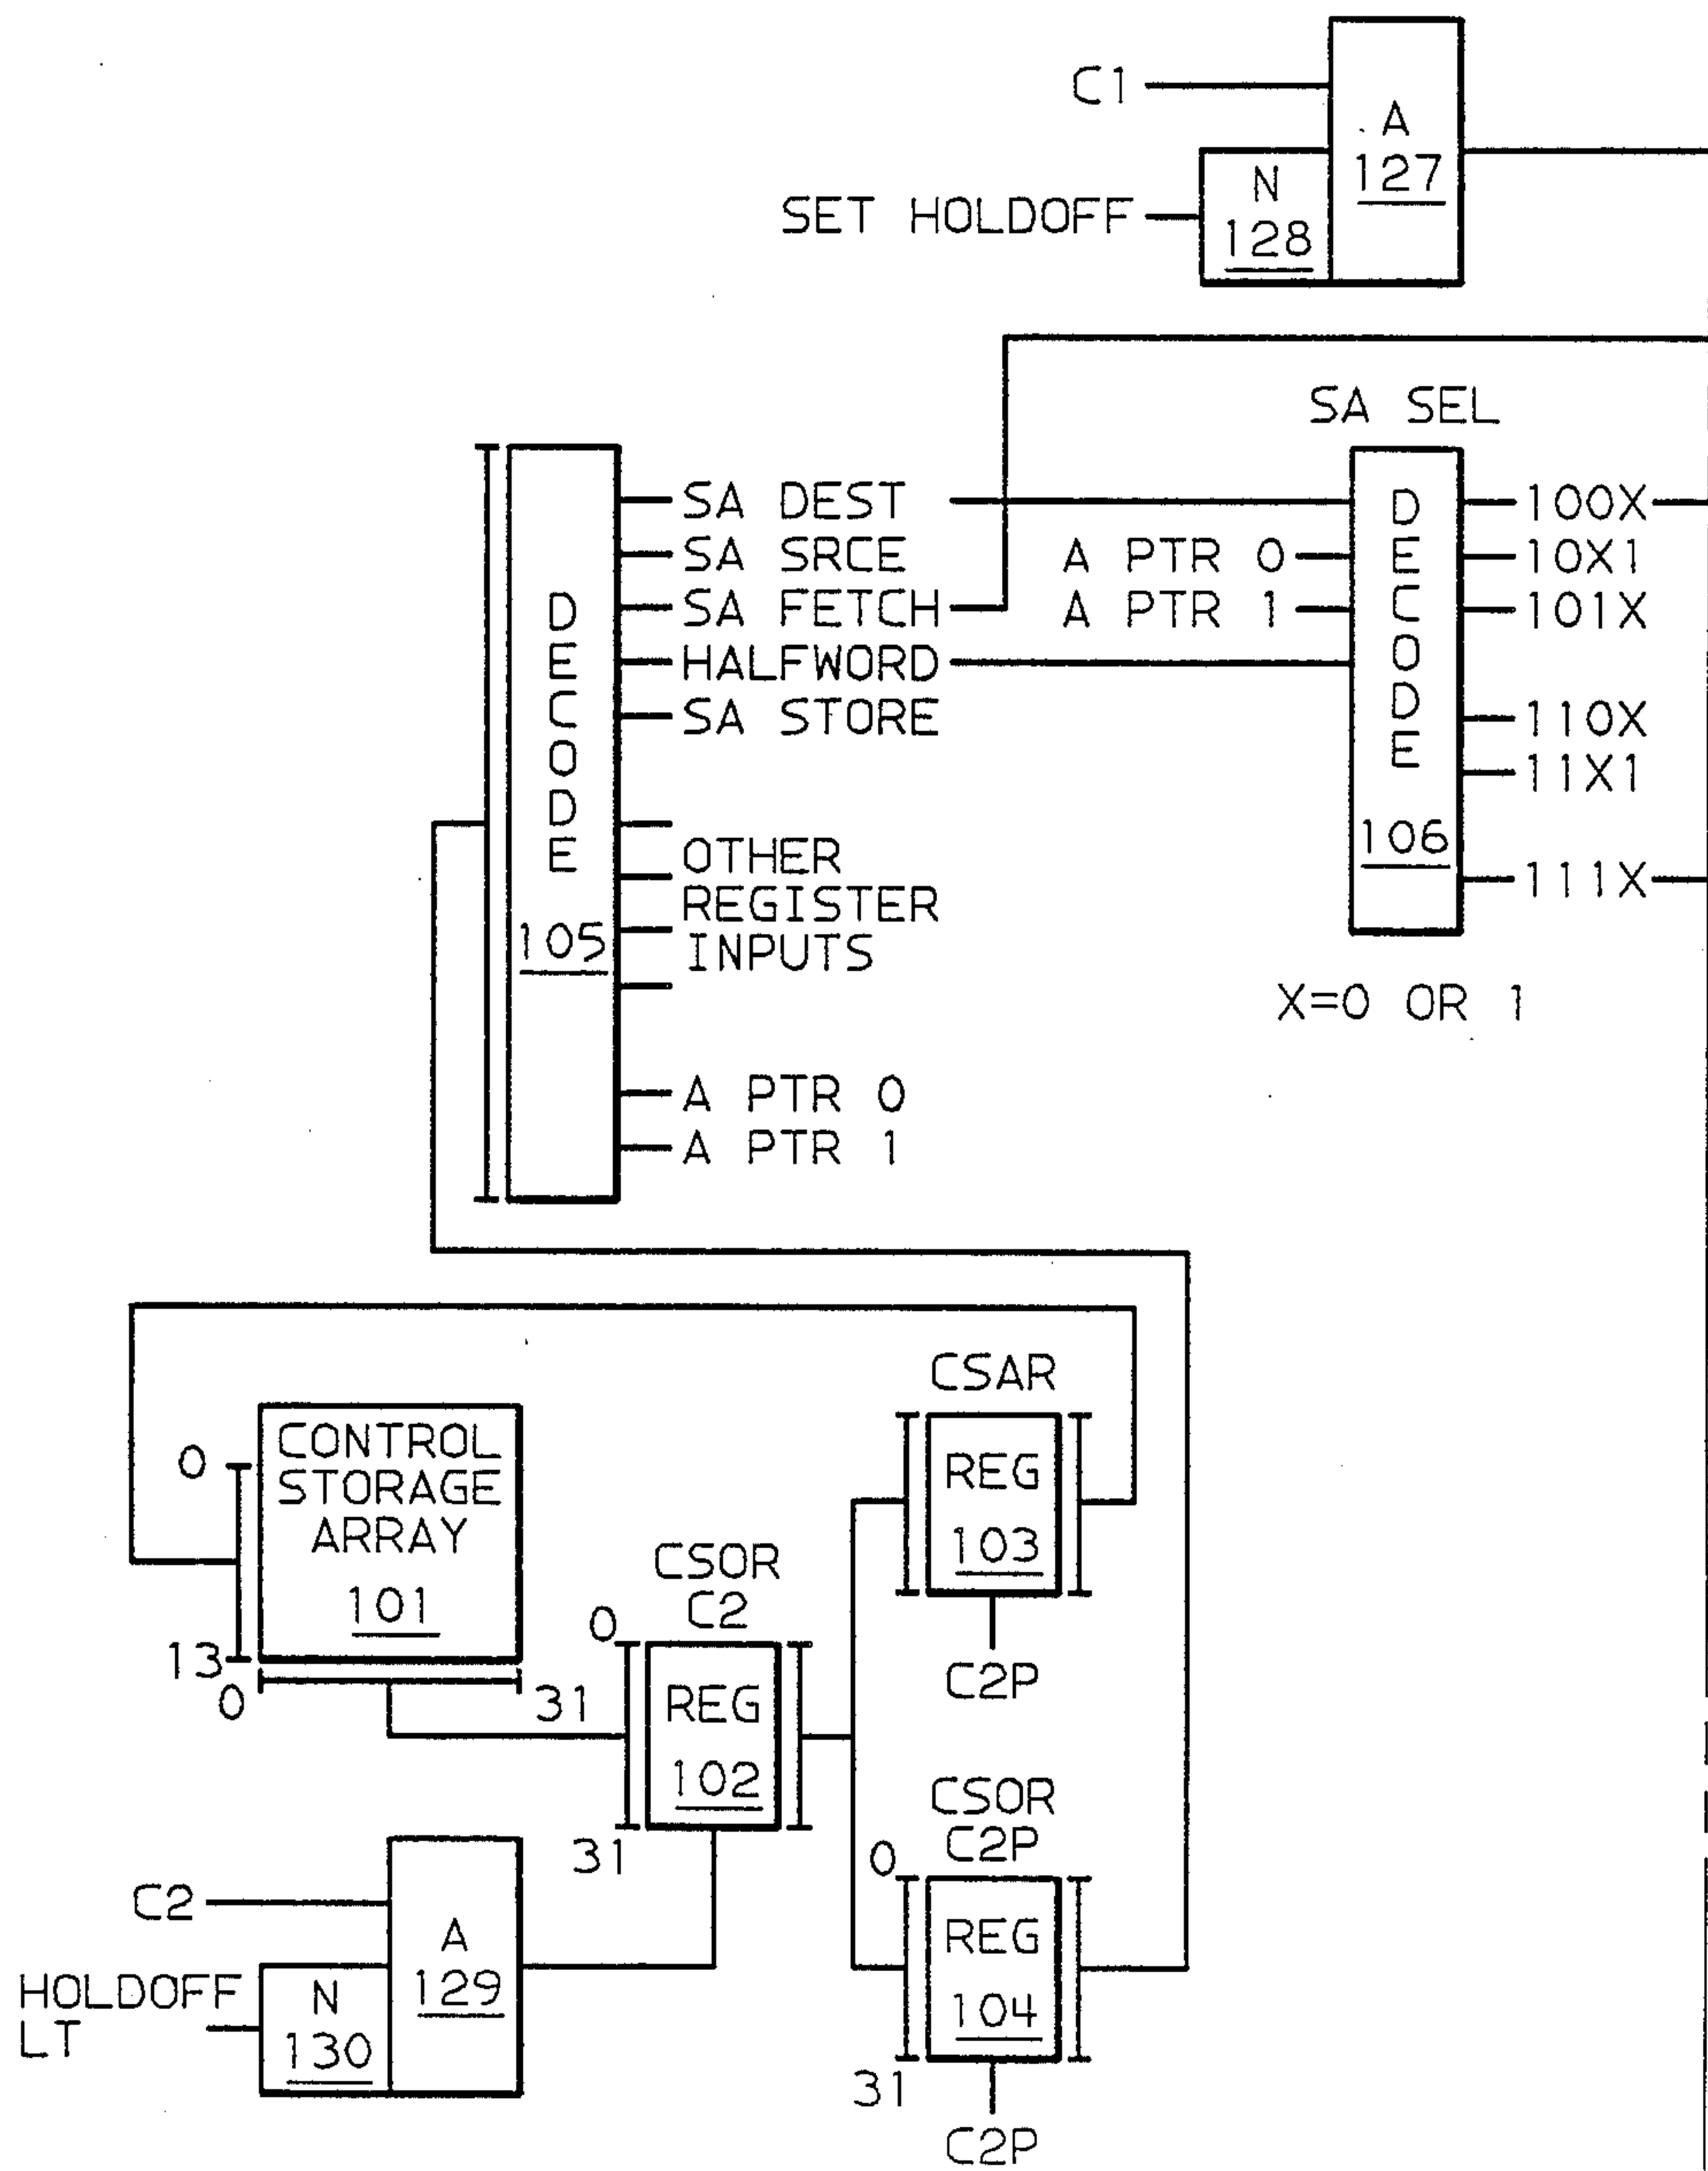 C1
A
127
N
128
SET HOLDOFF
SA SEL
DECODE
105
SA DEST
SA SRCE
SA FETCH
HALFWORD
SA STORE
OTHER
REGISTER
INPUTS
A PTR 0
A PTR 1
A PTR 0
A PTR 1
DECODE
106
100X
10X1
101X
110X
11X1
111X
X=0 OR 1
CONTROL
STORAGE
ARRAY
101
0
13
0
31
CSOR
C2
0
REG
102
31
CSAR
REG
103
C2P
CSOR
C2P
0
REG
104
31
C2P
C2
A
129
HOLDOFF
LT
N
130